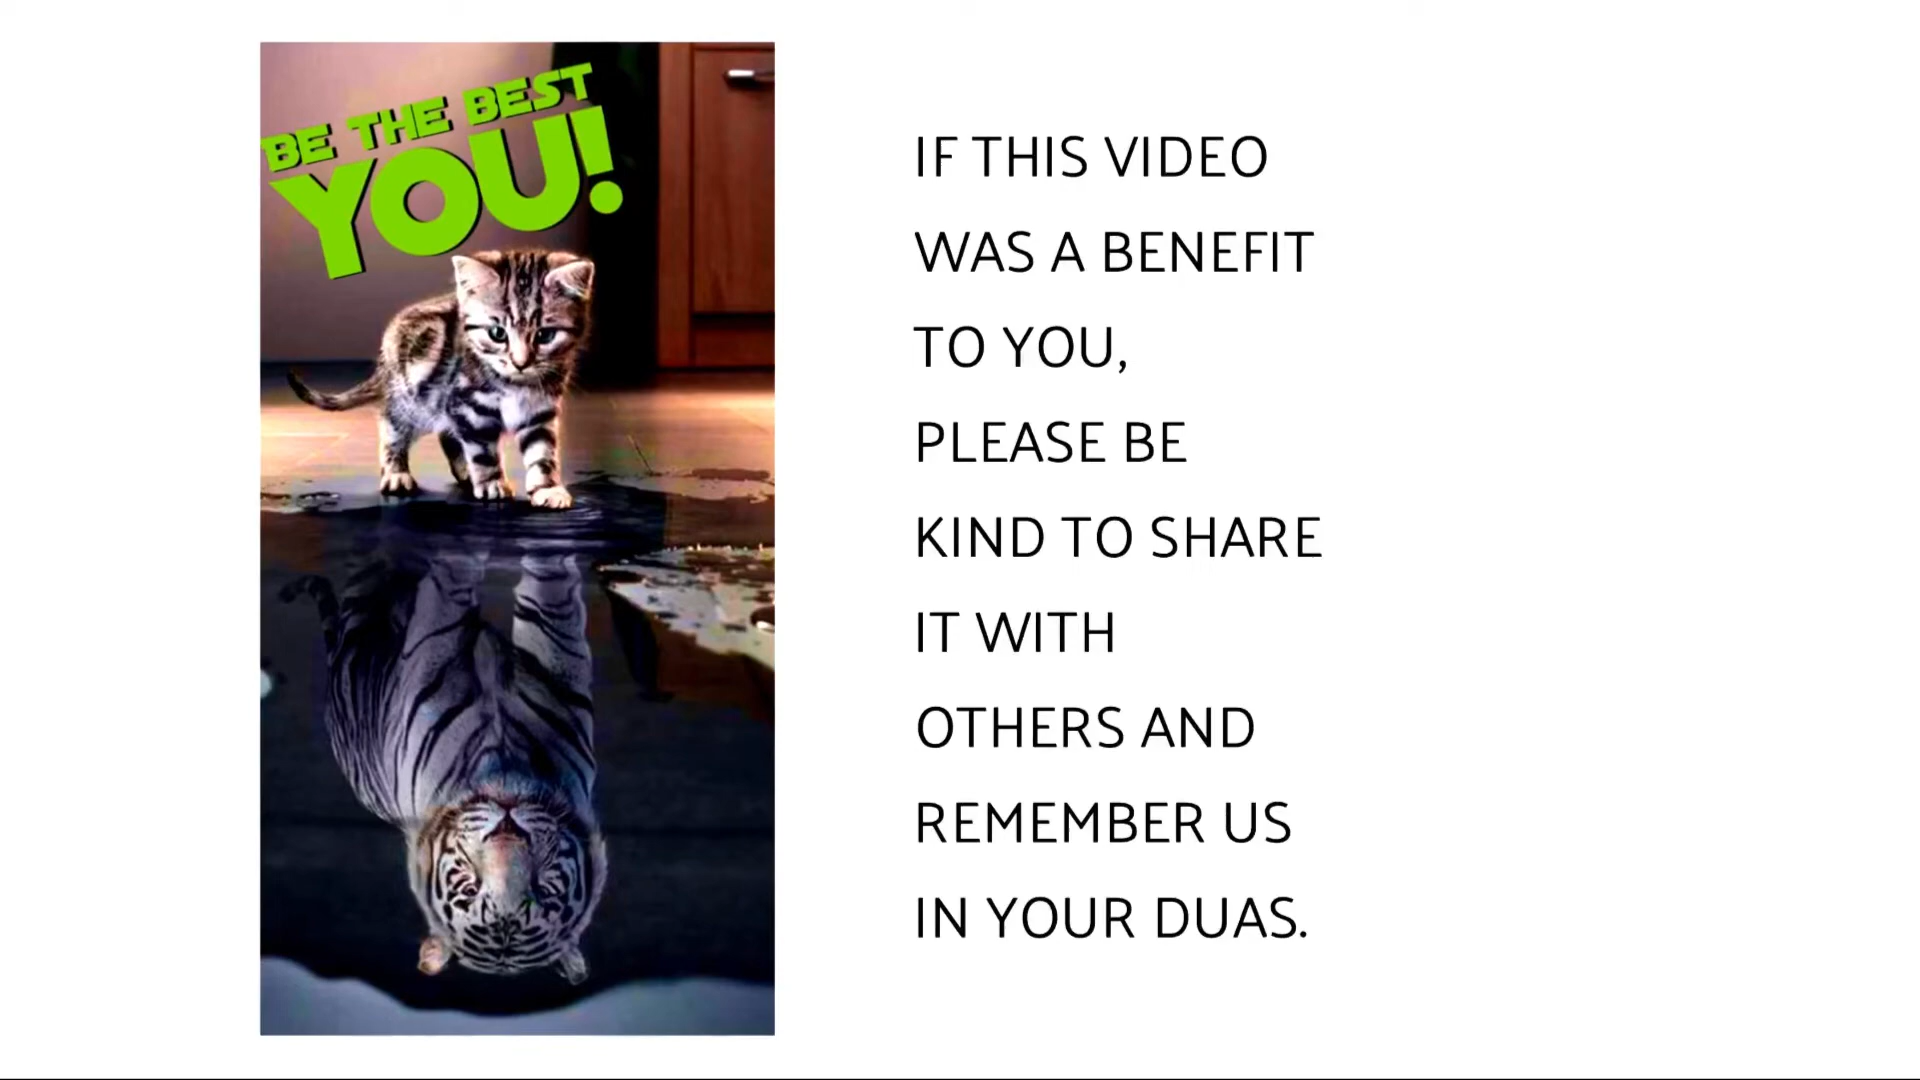 BE THE BEST
YOU!
IF THIS VIDEO
WAS A BENEFIT
TO YOU,
PLEASE BE
KIND TO SHARE
IT WITH
OTHERS AND
REMEMBER US
IN YOUR DUAS.